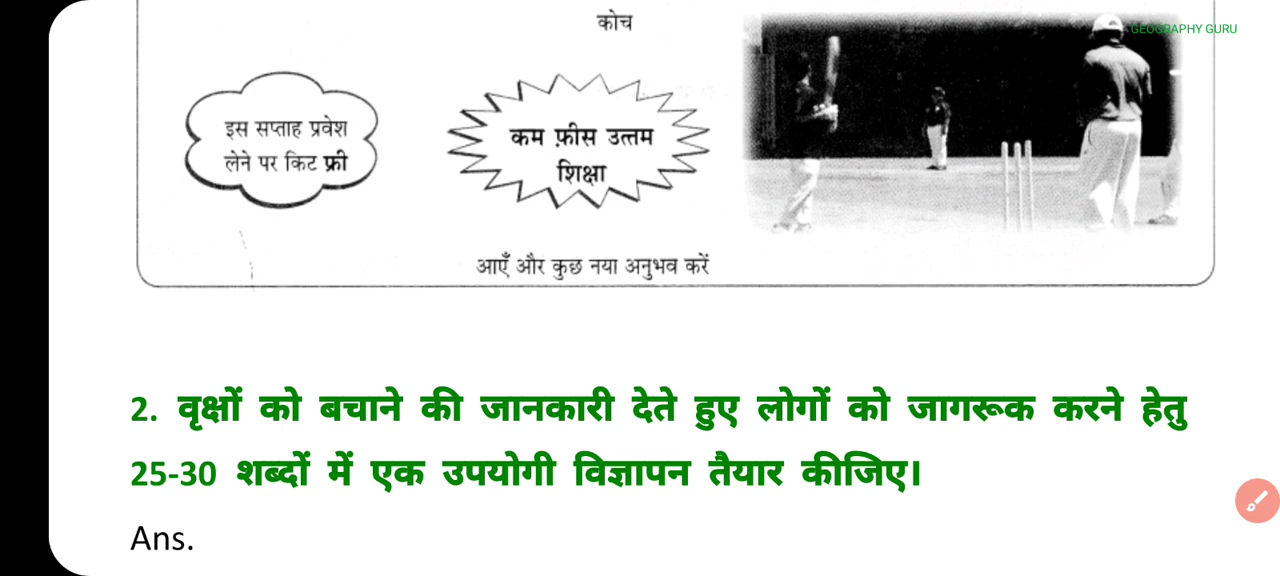 कोच
GEOGRAPHY GURU
इस सप्ताह प्रवेश
लेने पर किट फ्री
कम फ़ीस उत्तम
शिक्षा
आएँ और कुछ नया अनुभव करें
2. वृक्षों को बचाने की जानकारी देते हुए लोगों को जागरूक करने हेतु
25-30 शब्दों में एक उपयोगी विज्ञापन तैयार कीजिए।
Ans.